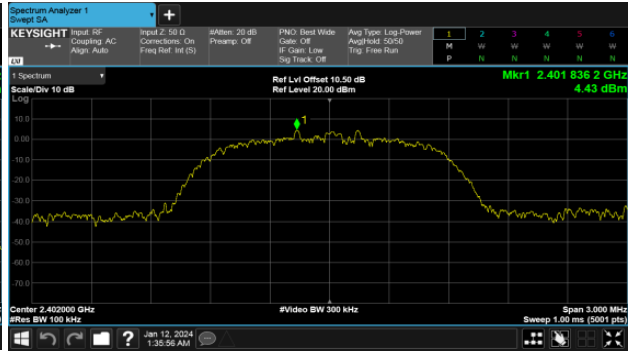 Spectrum Analyzer 1
Swept SA
+
KEYSIGHT Input: RF Input Z: 50 Ω #Atten: 20 dB PNO: Best Wide Avg Type: Log-Power 1 2 3 4 5 6
Coupling: AC Corrections: On Preamp: Off Gate: Off Avg|Hold: 50/50 M W W W W W
Align: Auto Freq Ref: Int (S) IF Gain: Low Trig: Free Run
Sig Track: Off P N N N N N
LXI
1 Spectrum Ref Lvl Offset 10.50 dB Mkr1 2.401 836 2 GHz
Scale/Div 10 dB Ref Level 20.00 dBm 4.43 dBm
Log
10.0
1
0.00
-10.0
-20.0
-30.0
-40.0
-50.0
-60.0
-70.0
Center 2.402000 GHz #Video BW 300 kHz Span 3.000 MHz
#Res BW 100 kHz Sweep 1.00 ms (5001 pts)
? Jan 12, 2024
1:35:56 AM